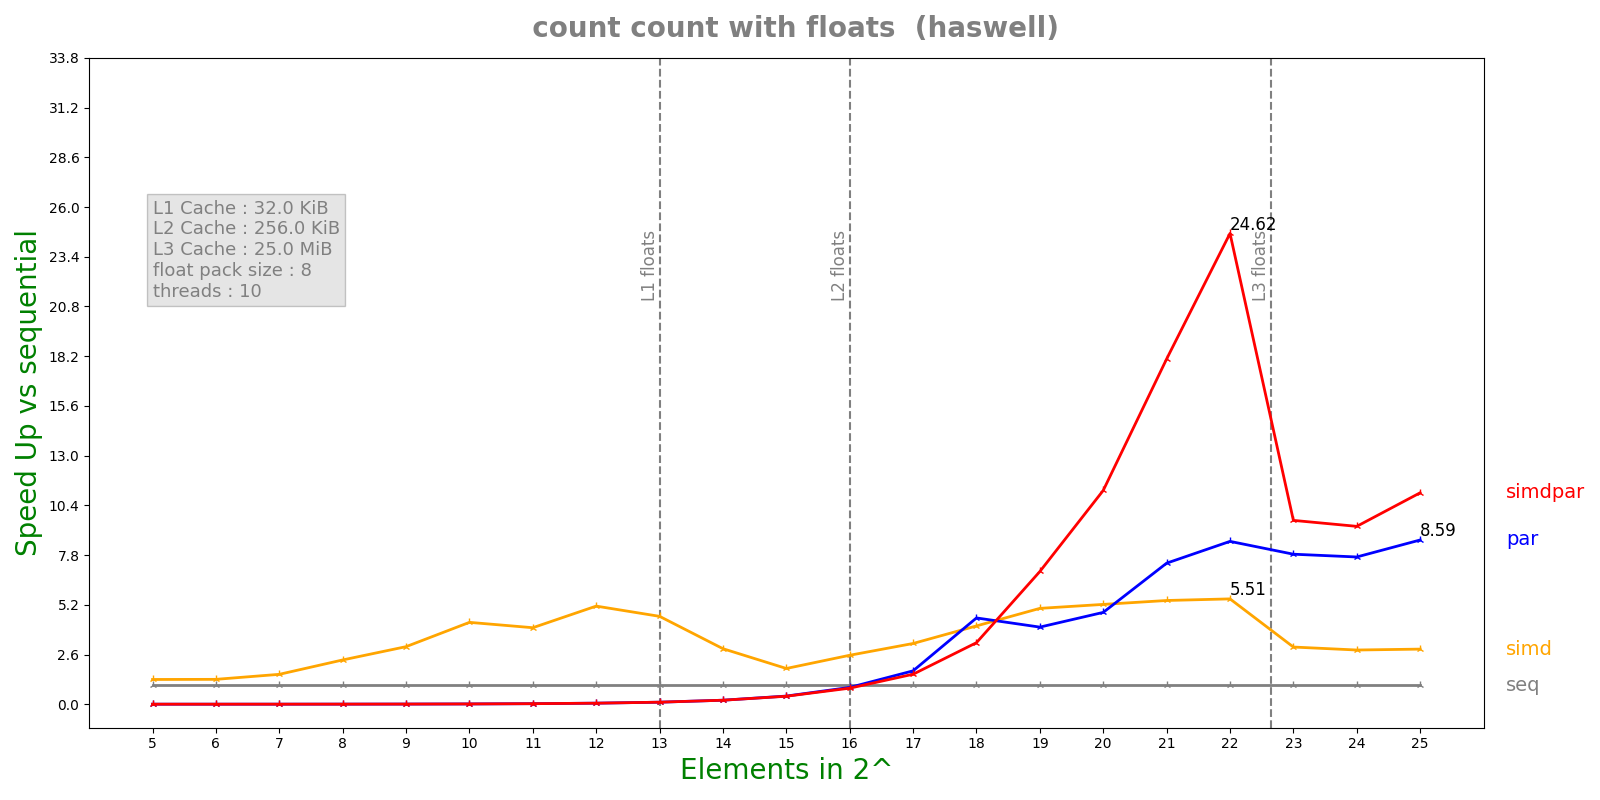 count count with floats  (haswell)
Speed Up vs sequential
33.8
31.2
28.6
26.0
23.4
20.8
18.2
15.6
13.0
10.4
7.8
5.2
2.6
0.0
L1 Cache : 32.0 KiB
L2 Cache : 256.0 KiB
L3 Cache : 25.0 MiB
float pack size : 8
threads : 10
L1 floats
L2 floats
L3 floats
24.62
8.59
5.51
simdpar
par
simd
seq
5 6 7 8 9 10 11 12 13 14 15 16 17 18 19 20 21 22 23 24 25
Elements in 2^